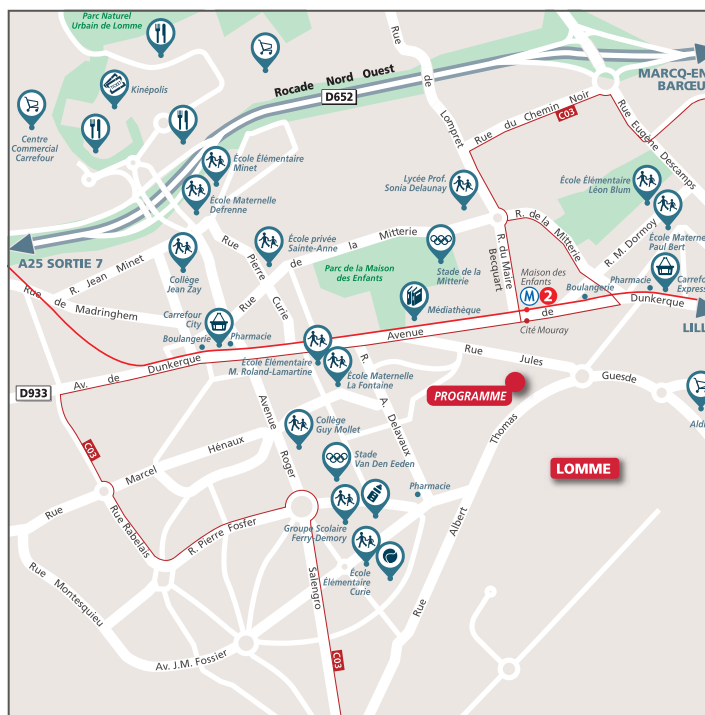 Parc Naturel
Urbain de Lomme
Kinépolis
TICKET
Centre
Commercial
Carrefour
Rocade Nord Ouest
D652
Rue de Lompret
MARCQ-EN
BARŒU
Rue du Chemin Noir
C03
Rue Eugène Descamps
École Élémentaire
Minet
École Maternelle
Defrenne
Lycée Prof.
Sonia Delaunay
École Élémentaire
Léon Blum
École Materne
Paul Bert
R. M. Dormoy
R. de la Mitterie
A25 SORTIE 7
R. Jean Minet
Rue de Madringhem
Collège
Jean Zay
Rue Pierre Curie
École privée
Sainte-Anne
Rue de la Mitterie
Parc de la Maison
des Enfants
Stade de la
Mitterie
R. du Maire
Becquart
Maison des
Enfants
M 2
Cité Mouray
Boulangerie
Pharmacie
Carrefo
Express
Dunkerque
LILL
Médiathèque
Carrefour
City
Boulangerie
Pharmacie
Avenue de
Av. de Dunkerque
D933
École Élémentaire
M. Roland-Lamartine
École Maternelle
La Fontaine
R. A. Delavaux
Rue Jules Guesde
PROGRAMME
Aldi
LOMME
Rue Albert Thomas
Avenue Roger Salengro
Collège
Guy Mollet
Stade
Van Den Eeden
Pharmacie
C03
Rue Marcel Hénaux
Rue Rabelais
R. Pierre Fosfer
Groupe Scolaire
Ferry-Demory
École
Élémentaire
Curie
Rue Montesquieu
Av. J.M. Fossier
C03